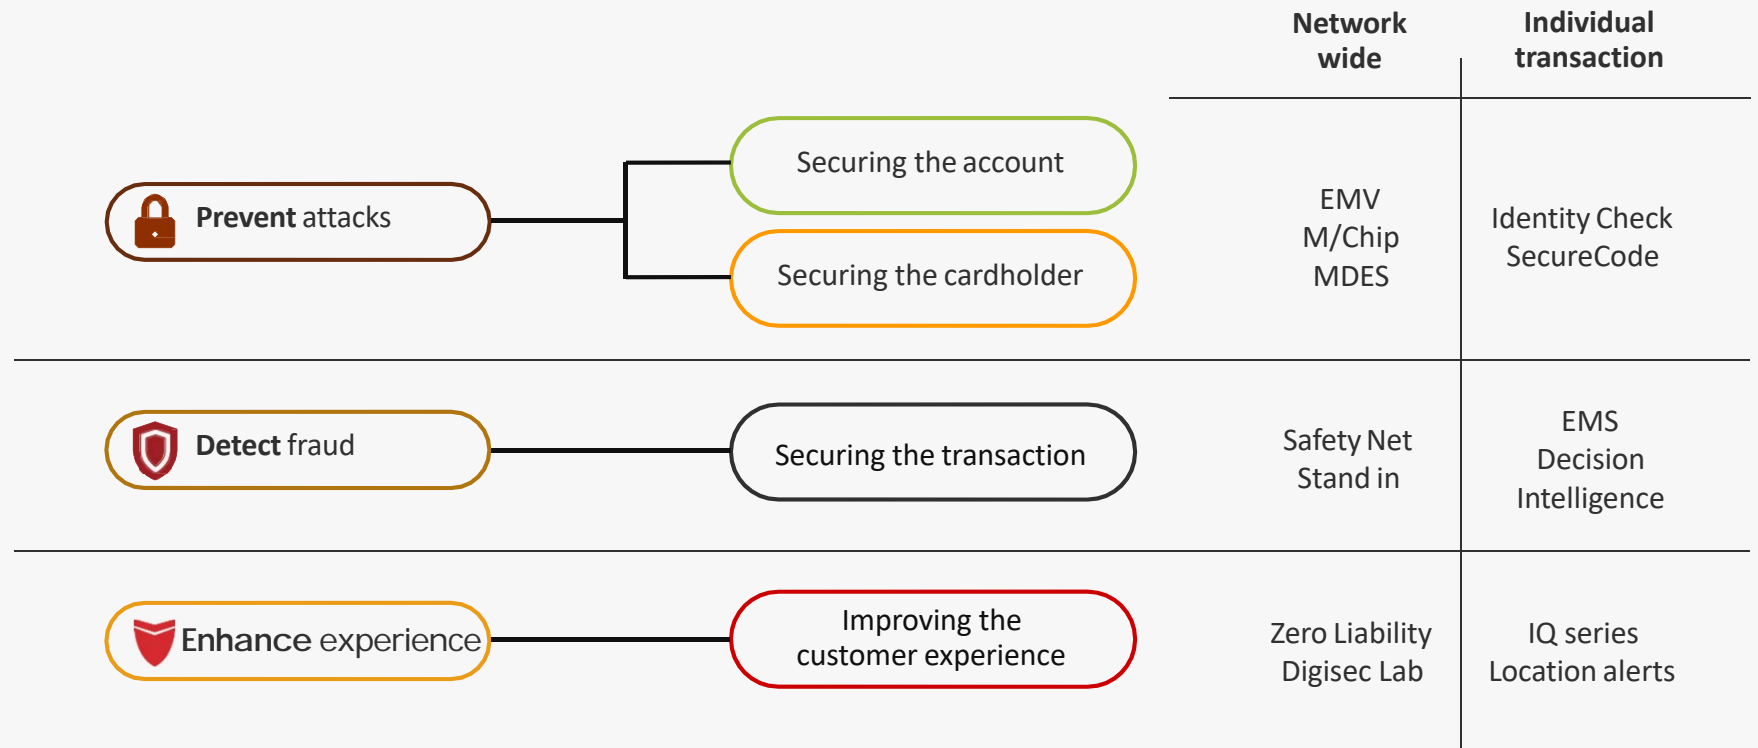 Network
wide
Individual
transaction
Prevent attacks
Securing the account
Securing the cardholder
EMV
M/Chip
MDES
Identity Check
SecureCode
Detect fraud
Securing the transaction
Safety Net
Stand in
EMS
Decision
Intelligence
Enhance experience
Improving the
customer experience
Zero Liability
Digisec Lab
IQ series
Location alerts